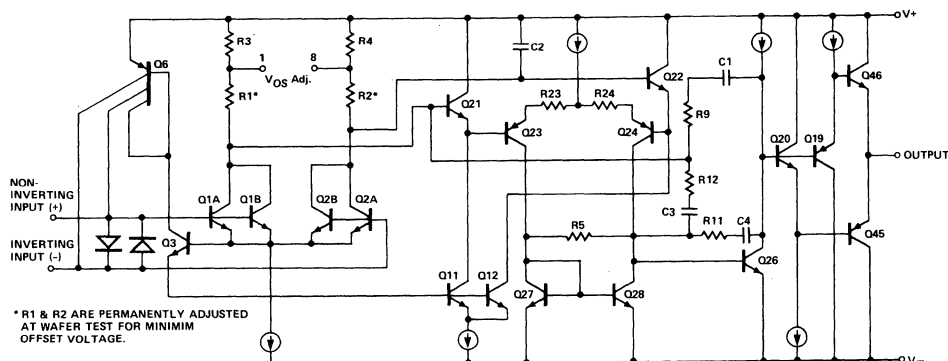 V+
R3
R4
C2
Q6
1
8
VOS Adj.
R1*
R2*
Q21
Q22
C1
Q46
R23
R24
R9
Q23
Q24
Q20
Q19
OUTPUT
R12
NON-
INVERTING
INPUT (+)
Q1A
Q1B
Q2B
Q2A
C3
R11
C4
R5
Q45
INVERTING
INPUT (–)
Q3
Q26
Q11
Q12
Q27
Q28
* R1 & R2 ARE PERMANENTLY ADJUSTED
AT WAFER TEST FOR MINIMIM
OFFSET VOLTAGE.
V–